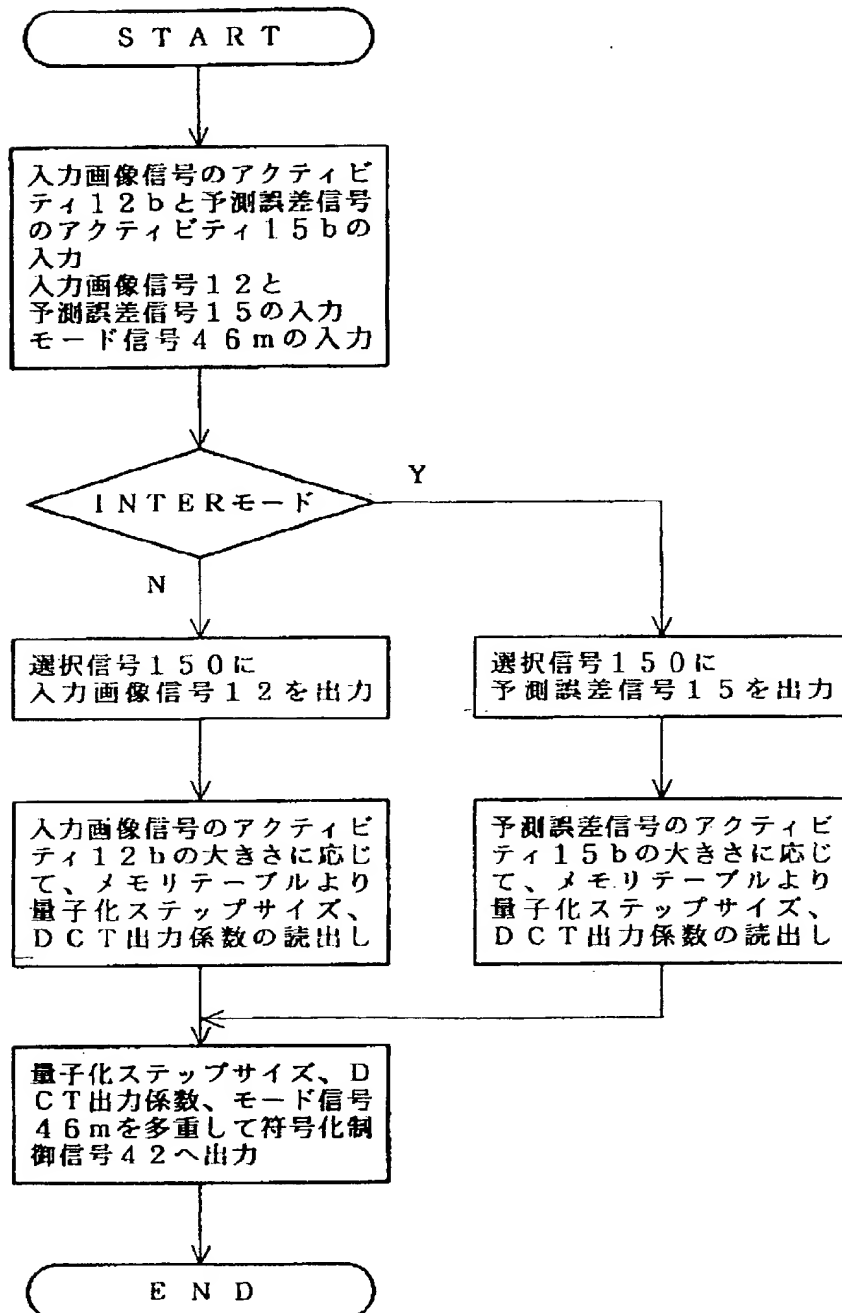 ＳＴＡＲＴ
入力画像信号のアクティビ
ティ１２ｂと予測誤差信号
のアクティビティ１５ｂの
入力
入力画像信号１２と
予測誤差信号１５の入力
モード信号４６ｍの入力
ＩＮＴＥＲモード
Ｙ
Ｎ
選択信号１５０に
入力画像信号１２を出力
選択信号１５０に
予測誤差信号１５を出力
入力画像信号のアクティビ
ティ１２ｂの大きさに応じ
て、メモリテーブルより
量子化ステップサイズ、
ＤＣＴ出力係数の読出し
予測誤差信号のアクティビ
ティ１５ｂの大きさに応じ
て、メモリテーブルより
量子化ステップサイズ、
ＤＣＴ出力係数の読出し
量子化ステップサイズ、Ｄ
ＣＴ出力係数、モード信号
４６ｍを多重して符号化制
御信号４２へ出力
ＥＮＤ